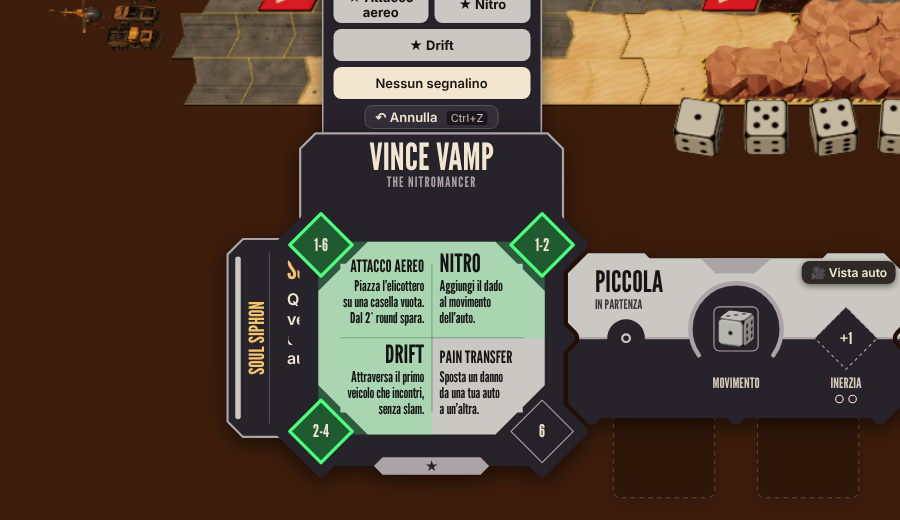 ★ Attacco
aereo
★ Nitro
★ Drift
Nessun segnalino
↶ Annulla Ctrl+Z
VINCE VAMP
THE NITROMANCER
1-6
1-2
ATTACCO AEREO
Piazza l'elicottero
su una casella vuota.
Dal 2° round spara.
NITRO
Aggiungi il dado
al movimento
dell'auto.
DRIFT
Attraversa il primo
veicolo che incontri,
senza slam.
PAIN TRANSFER
Sposta un danno
da una tua auto
a un'altra.
2-4
6
★
SOUL SIPHON
PICCOLA
IN PARTENZA
Vista auto
MOVIMENTO
+1
INERZIA